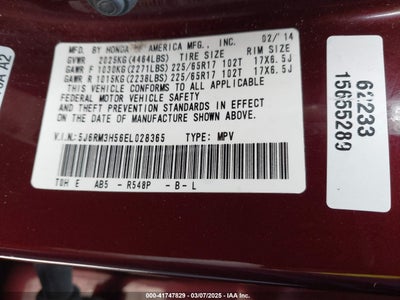 MFD. BY HONDA OF AMERICA MFG., INC. 02/14
GVWR 2025KG(4464LBS) TIRE SIZE RIM SIZE
GAWR F 1030KG(2271LBS) 225/65R17 102T 17X6.5J
GAWR R 1015KG(2238LBS) 225/65R17 102T 17X6.5J
THIS VEHICLE CONFORMS TO ALL APPLICABLE
FEDERAL MOTOR VEHICLE SAFETY AND
THEFT PREVENTION STANDARDS IN EFFECT ON THE
DATE OF MANUFACTURE SHOWN ABOVE.
V.I.N.: 5J6RM3H56EL028365 TYPE: MPV
TOH E AB5 - R548P - B - L
A2
15655280
000-41747829 - 03/07/2025 - IAA